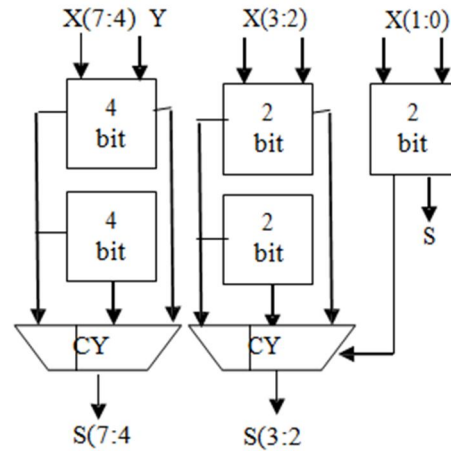 X(7:4) Y X(3:2) X(1:0)
4 bit
2 bit
2 bit
4 bit
2 bit
S
CY CY
S(7:4 S(3:2